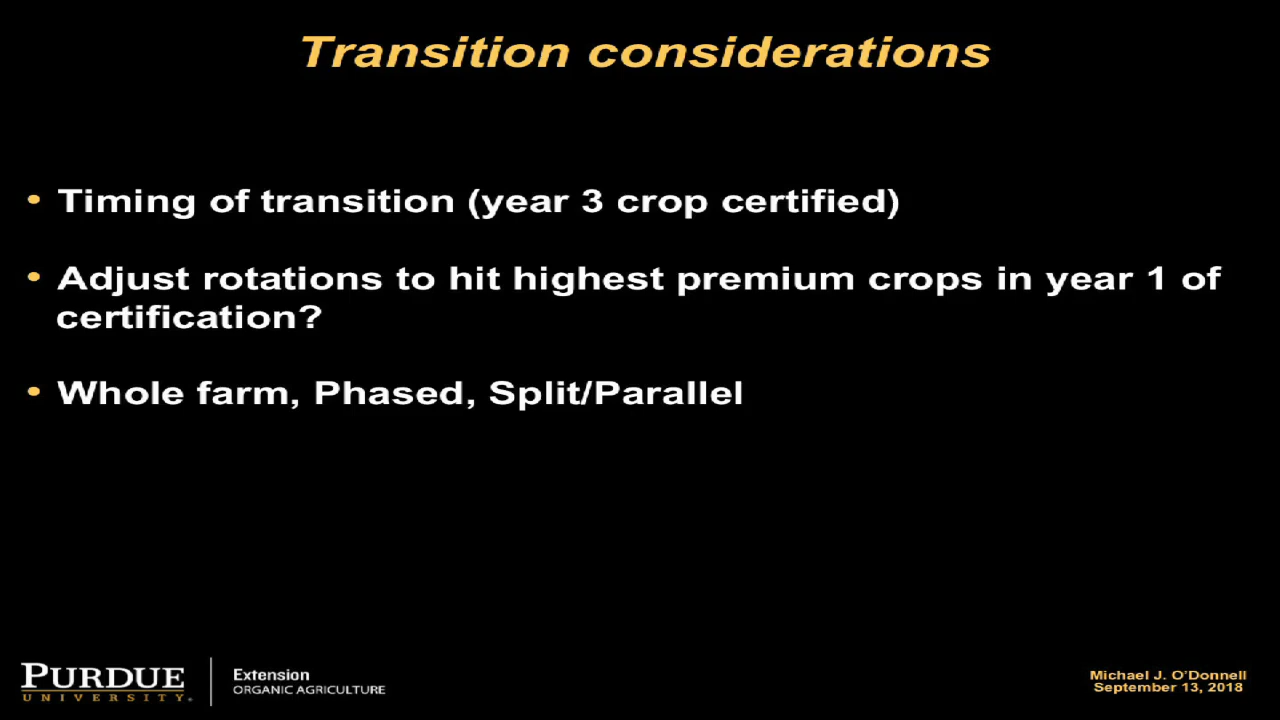 Transition considerations
• Timing of transition (year 3 crop certified)
• Adjust rotations to hit highest premium crops in year 1 of
certification?
• Whole farm, Phased, Split/Parallel
PURDUE
UNIVERSITY
Extension
ORGANIC AGRICULTURE
Michael J. O'Donnell
September 13, 2018